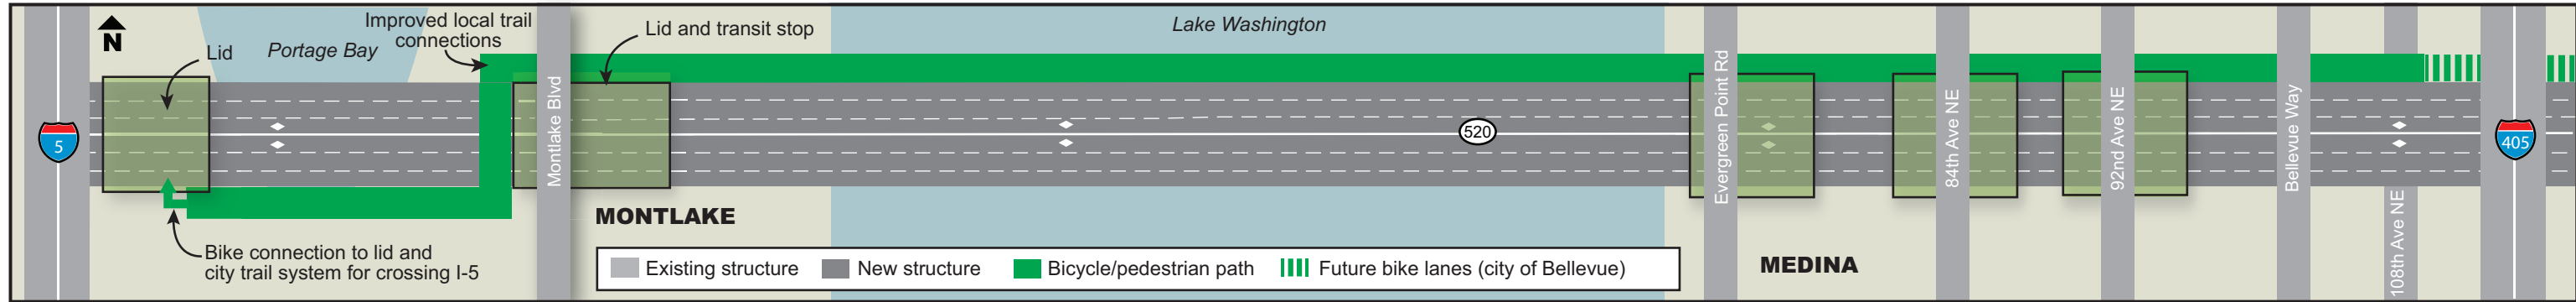 N
Lid
Portage Bay
Improved local trail
connections
Lid and transit stop
Lake Washington
5
Montlake Blvd
520
Evergreen Point Rd
84th Ave NE
92nd Ave NE
Bellevue Way
108th Ave NE
405
Bike connection to lid and
city trail system for crossing I-5
MONTLAKE
MEDINA
Existing structure
New structure
Bicycle/pedestrian path
Future bike lanes (city of Bellevue)